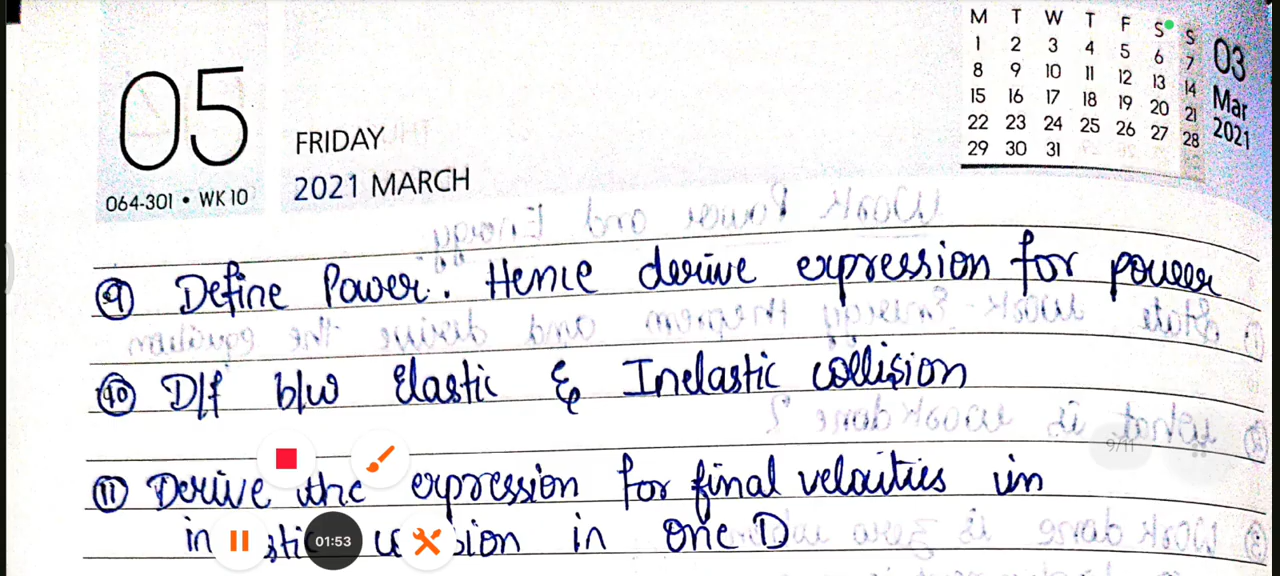 05
FRIDAY
2021 MARCH
064-301 • WK 10
M T W T F S S
1 2 3 4 5 6 7
8 9 10 11 12 13 14
15 16 17 18 19 20 21
22 23 24 25 26 27 28
29 30 31
03
Mar
2021
9 Define Power. Hence derive expression for power
10 D/f b/w Elastic & Inelastic collision
11 Derive the expression for final velocities in
in one D
01:53
9/11